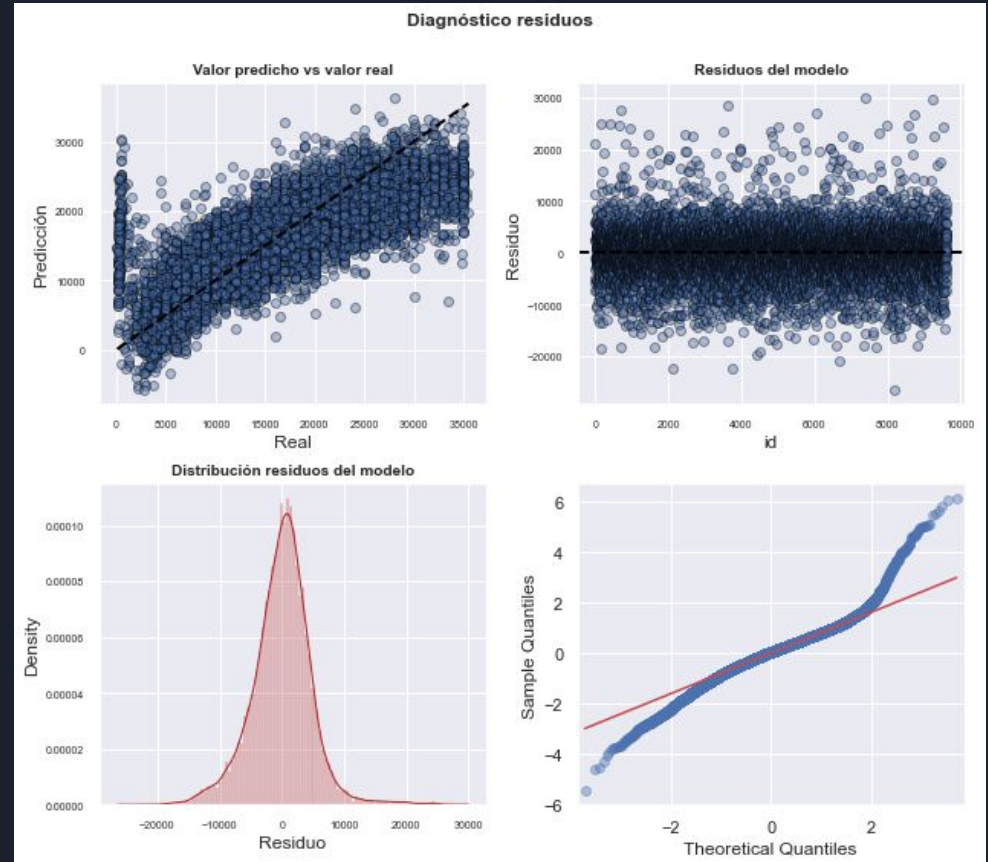 Diagnóstico residuos
Valor predicho vs valor real
30000
20000
10000
0
Predicción
0 5000 10000 15000 20000 25000 30000 35000
Real
Residuos del modelo
30000
20000
10000
0
−10000
−20000
Residuo
0 2000 4000 6000 8000 10000
id
Distribución residuos del modelo
0.00010
0.00008
0.00006
0.00004
0.00002
0.00000
Density
−20000 −10000 0 10000 20000 30000
Residuo
6
4
2
0
−2
−4
−6
Sample Quantiles
−2 0 2
Theoretical Quantiles